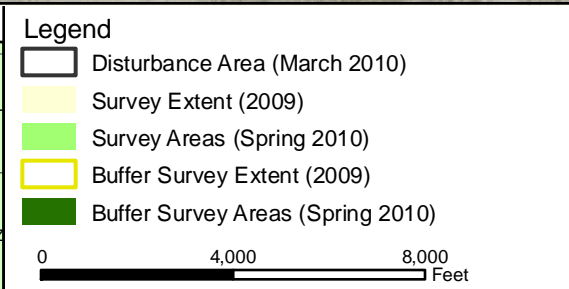 Legend
Disturbance Area (March 2010)
Survey Extent (2009)
Survey Areas (Spring 2010)
Buffer Survey Extent (2009)
Buffer Survey Areas (Spring 2010)
0 4,000 8,000
Feet